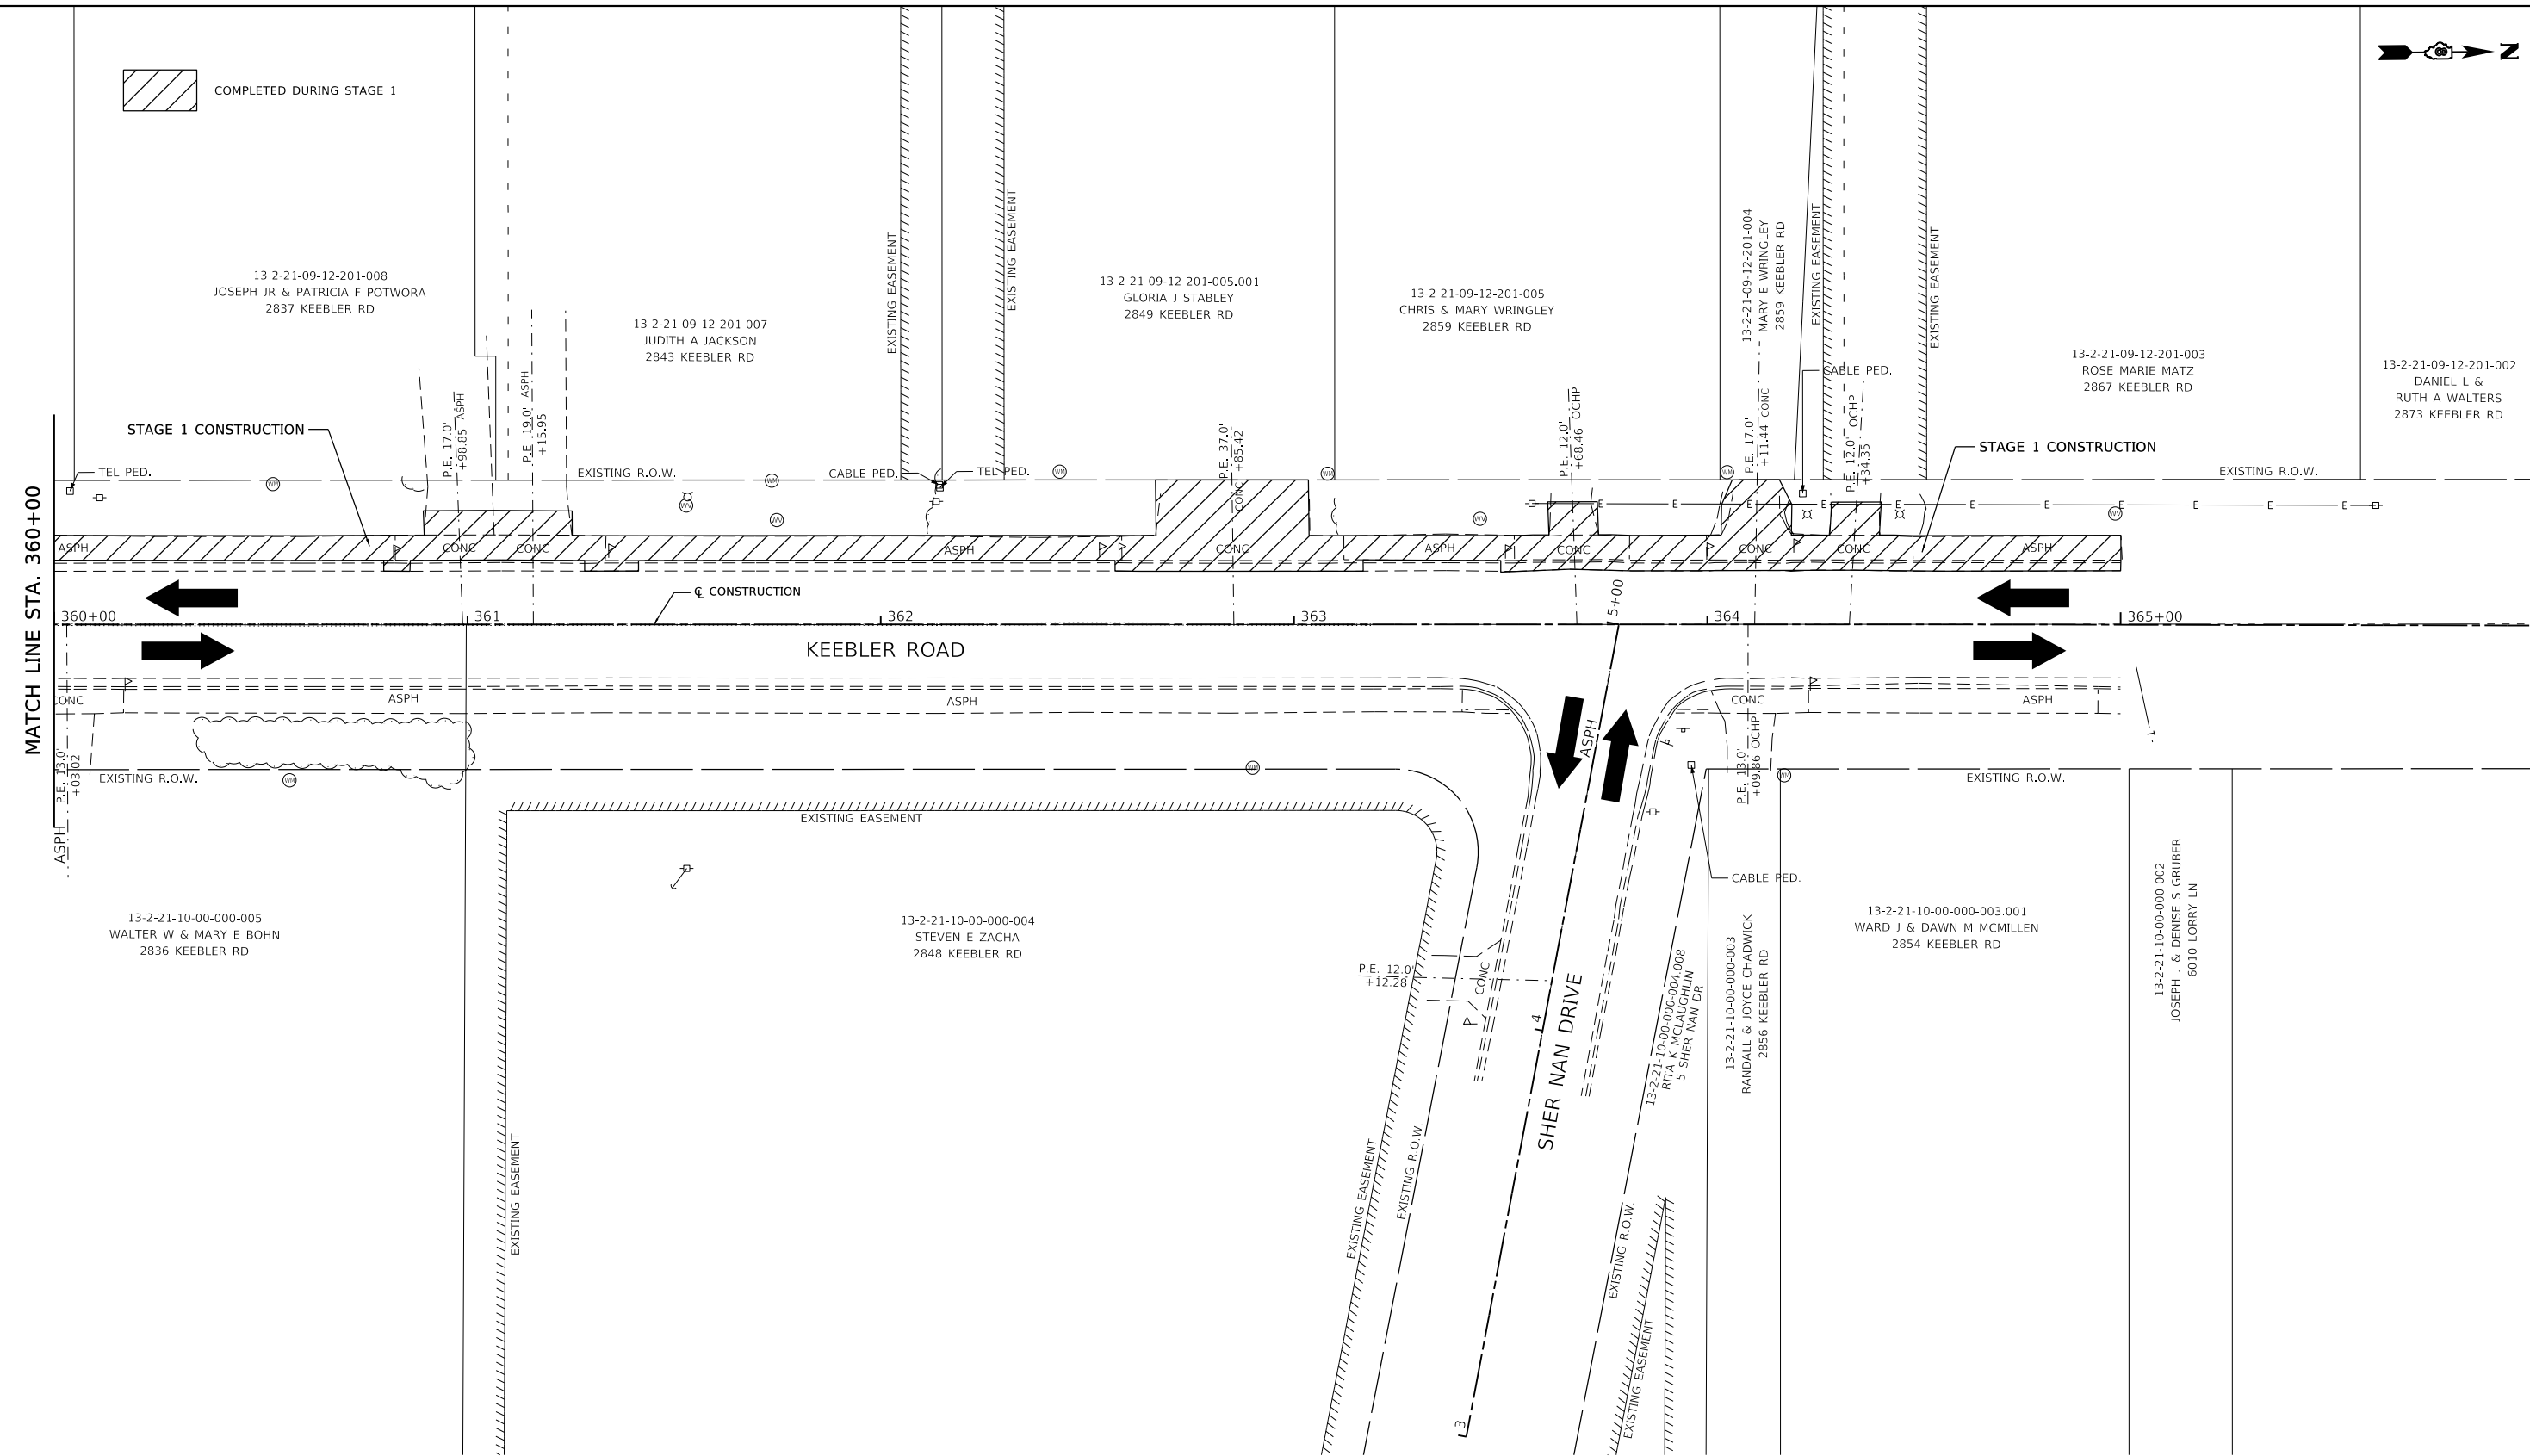 N
COMPLETED DURING STAGE 1
13-2-21-09-12-201-008
JOSEPH JR & PATRICIA F POTWORA
2837 KEEBLER RD
13-2-21-09-12-201-007
JUDITH A JACKSON
2843 KEEBLER RD
EXISTING EASEMENT
EXISTING EASEMENT
13-2-21-09-12-201-005.001
GLORIA J STABLEY
2849 KEEBLER RD
13-2-21-09-12-201-005
CHRIS & MARY WRINGLEY
2859 KEEBLER RD
13-2-21-09-12-201-004
MARY E WRINGLEY
2859 KEEBLER RD
EXISTING EASEMENT
EXISTING EASEMENT
13-2-21-09-12-201-003
ROSE MARIE MATZ
2867 KEEBLER RD
13-2-21-09-12-201-002
DANIEL L &
RUTH A WALTERS
2873 KEEBLER RD
CABLE PED.
STAGE 1 CONSTRUCTION
P.E. 17.0'
+98.85 ASPH
P.E. 19.0' ASPH
+15.95
P.E. 37.0'
+85.42
CONC
P.E. 12.0'
+68.46 OCHP
P.E. 17.0'
+11.44 CONC
P.E. 12.0' OCHP
+34.35
STAGE 1 CONSTRUCTION
TEL PED.
EXISTING R.O.W.
CABLE PED.
TEL PED.
EXISTING R.O.W.
WM
WM
WM
WM
WM
WV
WV
WV
WV
E E E E E E E E E E
MATCH LINE STA. 360+00
ASPH
CONC
CONC
ASPH
CONC
ASPH
CONC
CONC
CONC
ASPH
℄ CONSTRUCTION
360+00
361
362
363
5+00
364
365+00
KEEBLER ROAD
CONC
ASPH
ASPH
ASPH
CONC
ASPH
P.E. 13.0'
+03.02
ASPH
EXISTING R.O.W.
WM
WM
P.E. 13.0'
+09.86 OCHP
WM
EXISTING R.O.W.
EXISTING EASEMENT
CABLE PED.
13-2-21-10-00-000-005
WALTER W & MARY E BOHN
2836 KEEBLER RD
13-2-21-10-00-000-004
STEVEN E ZACHA
2848 KEEBLER RD
P.E. 12.0'
+12.28
CONC
4
SHER NAN DRIVE
13-2-21-10-00-000-004.008
RITA K MCLAUGHLIN
5 SHER NAN DR
13-2-21-10-00-000-003
RANDALL & JOYCE CHADWICK
2856 KEEBLER RD
13-2-21-10-00-000-003.001
WARD J & DAWN M MCMILLEN
2854 KEEBLER RD
13-2-21-10-000-000-002
JOSEPH J & DENISE S GRUBER
6010 LORRY LN
EXISTING EASEMENT
EXISTING EASEMENT
EXISTING R.O.W.
EXISTING R.O.W.
EXISTING EASEMENT
3